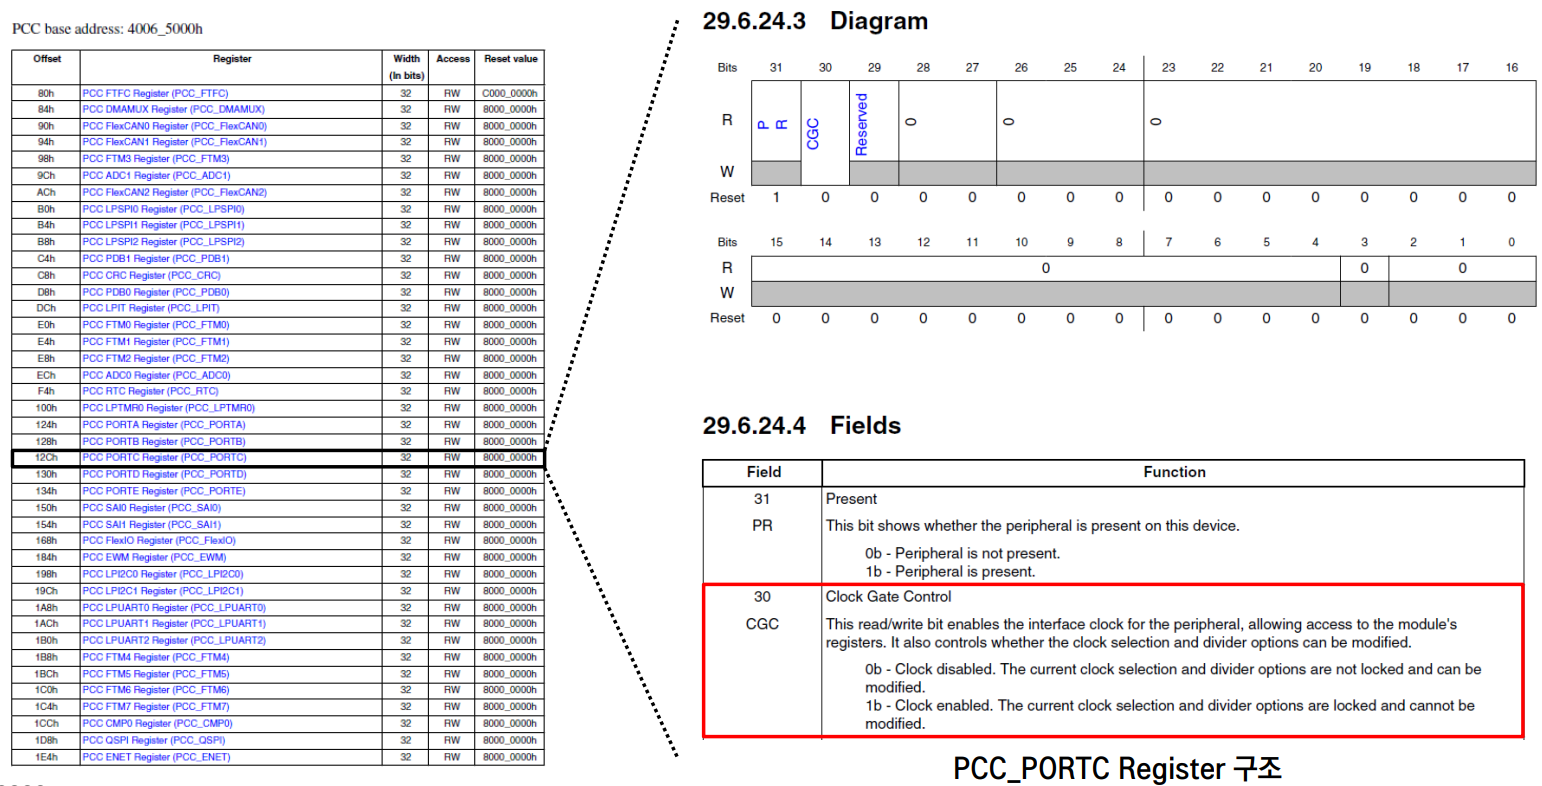 PCC base address: 4006_5000h
Offset Register Width (In bits) Access Reset value
80h PCC FTFC Register (PCC_FTFC) 32 RW C000_0000h
84h PCC DMAMUX Register (PCC_DMAMUX) 32 RW 8000_0000h
90h PCC FlexCAN0 Register (PCC_FlexCAN0) 32 RW 8000_0000h
94h PCC FlexCAN1 Register (PCC_FlexCAN1) 32 RW 8000_0000h
98h PCC FTM3 Register (PCC_FTM3) 32 RW 8000_0000h
9Ch PCC ADC1 Register (PCC_ADC1) 32 RW 8000_0000h
ACh PCC FlexCAN2 Register (PCC_FlexCAN2) 32 RW 8000_0000h
B0h PCC LPSPI0 Register (PCC_LPSPI0) 32 RW 8000_0000h
B4h PCC LPSPI1 Register (PCC_LPSPI1) 32 RW 8000_0000h
B8h PCC LPSPI2 Register (PCC_LPSPI2) 32 RW 8000_0000h
C4h PCC PDB1 Register (PCC_PDB1) 32 RW 8000_0000h
C8h PCC CRC Register (PCC_CRC) 32 RW 8000_0000h
D8h PCC PDB0 Register (PCC_PDB0) 32 RW 8000_0000h
DCh PCC LPIT Register (PCC_LPIT) 32 RW 8000_0000h
E0h PCC FTM0 Register (PCC_FTM0) 32 RW 8000_0000h
E4h PCC FTM1 Register (PCC_FTM1) 32 RW 8000_0000h
E8h PCC FTM2 Register (PCC_FTM2) 32 RW 8000_0000h
ECh PCC ADC0 Register (PCC_ADC0) 32 RW 8000_0000h
F4h PCC RTC Register (PCC_RTC) 32 RW 8000_0000h
100h PCC LPTMR0 Register (PCC_LPTMR0) 32 RW 8000_0000h
124h PCC PORTA Register (PCC_PORTA) 32 RW 8000_0000h
128h PCC PORTB Register (PCC_PORTB) 32 RW 8000_0000h
12Ch PCC PORTC Register (PCC_PORTC) 32 RW 8000_0000h
130h PCC PORTD Register (PCC_PORTD) 32 RW 8000_0000h
134h PCC PORTE Register (PCC_PORTE) 32 RW 8000_0000h
150h PCC SAI0 Register (PCC_SAI0) 32 RW 8000_0000h
154h PCC SAI1 Register (PCC_SAI1) 32 RW 8000_0000h
168h PCC FlexIO Register (PCC_FlexIO) 32 RW 8000_0000h
184h PCC EWM Register (PCC_EWM) 32 RW 8000_0000h
198h PCC LPI2C0 Register (PCC_LPI2C0) 32 RW 8000_0000h
19Ch PCC LPI2C1 Register (PCC_LPI2C1) 32 RW 8000_0000h
1A8h PCC LPUART0 Register (PCC_LPUART0) 32 RW 8000_0000h
1ACh PCC LPUART1 Register (PCC_LPUART1) 32 RW 8000_0000h
1B0h PCC LPUART2 Register (PCC_LPUART2) 32 RW 8000_0000h
1B8h PCC FTM4 Register (PCC_FTM4) 32 RW 8000_0000h
1BCh PCC FTM5 Register (PCC_FTM5) 32 RW 8000_0000h
1C0h PCC FTM6 Register (PCC_FTM6) 32 RW 8000_0000h
1C4h PCC FTM7 Register (PCC_FTM7) 32 RW 8000_0000h
1CCh PCC CMP0 Register (PCC_CMP0) 32 RW 8000_0000h
1D8h PCC QSPI Register (PCC_QSPI) 32 RW 8000_0000h
1E4h PCC ENET Register (PCC_ENET) 32 RW 8000_0000h
29.6.24.3 Diagram
Bits 31 30 29 28 27 26 25 24 23 22 21 20 19 18 17 16
R PR CGC Reserved 0 0 0
W
Reset 1 0 0 0 0 0 0 0 0 0 0 0 0 0 0 0
Bits 15 14 13 12 11 10 9 8 7 6 5 4 3 2 1 0
R 0 0 0
W
Reset 0 0 0 0 0 0 0 0 0 0 0 0 0 0 0 0
29.6.24.4 Fields
Field Function
31 Present
PR This bit shows whether the peripheral is present on this device.
0b - Peripheral is not present.
1b - Peripheral is present.
30 Clock Gate Control
CGC This read/write bit enables the interface clock for the peripheral, allowing access to the module's
registers. It also controls whether the clock selection and divider options can be modified.
0b - Clock disabled. The current clock selection and divider options are not locked and can be
modified.
1b - Clock enabled. The current clock selection and divider options are locked and cannot be
modified.
PCC_PORTC Register 구조